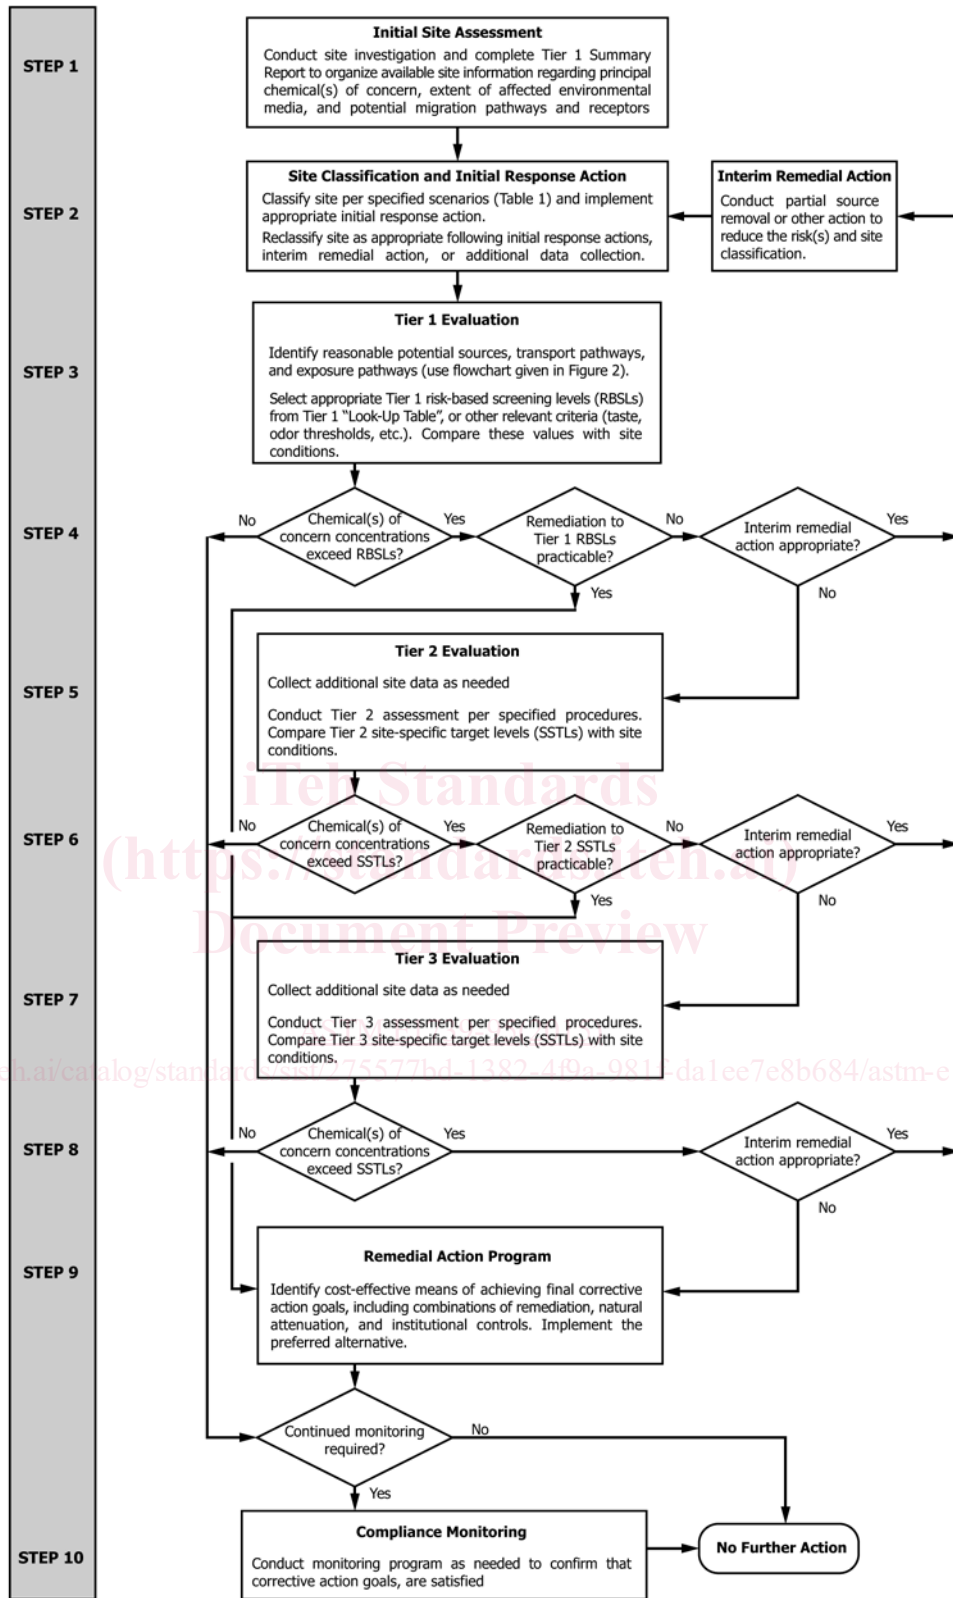 STEP 1
Initial Site Assessment
Conduct site investigation and complete Tier 1 Summary
Report to organize available site information regarding principal
chemical(s) of concern, extent of affected environmental
media, and potential migration pathways and receptors
STEP 2
Site Classification and Initial Response Action
Classify site per specified scenarios (Table 1) and implement
appropriate initial response action.
Reclassify site as appropriate following initial response actions,
interim remedial action, or additional data collection.
Interim Remedial Action
Conduct partial source
removal or other action to
reduce the risk(s) and site
classification.
STEP 3
Tier 1 Evaluation
Identify reasonable potential sources, transport pathways,
and exposure pathways (use flowchart given in Figure 2).
Select appropriate Tier 1 risk-based screening levels (RBSLs)
from Tier 1 “Look-Up Table”, or other relevant criteria (taste,
odor thresholds, etc.). Compare these values with site
conditions.
STEP 4
No
Chemical(s) of
concern concentrations
exceed RBSLs?
Yes
Remediation to
Tier 1 RBSLs
practicable?
No
Interim remedial
action appropriate?
Yes
Yes
No
STEP 5
Tier 2 Evaluation
Collect additional site data as needed
Conduct Tier 2 assessment per specified procedures.
Compare Tier 2 site-specific target levels (SSTLs) with site
conditions.
iTeh Standards
STEP 6
No
Chemical(s) of
concern concentrations
exceed SSTLs?
Yes
Remediation to
Tier 2 SSTLs
practicable?
No
Interim remedial
action appropriate?
Yes
(https://standards.iteh.ai)
Yes
No
Document Preview
STEP 7
Tier 3 Evaluation
Collect additional site data as needed
Conduct Tier 3 assessment per specified procedures.
Compare Tier 3 site-specific target levels (SSTLs) with site
conditions.
eh.ai/catalog/standards/sist/275577bd-1382-4f9a-981f-da1ee7e8b684/astm-e
STEP 8
No
Chemical(s) of
concern concentrations
exceed SSTLs?
Yes
Interim remedial
action appropriate?
Yes
No
STEP 9
Remedial Action Program
Identify cost-effective means of achieving final corrective
action goals, including combinations of remediation, natural
attenuation, and institutional controls. Implement the
preferred alternative.
Continued monitoring
required?
No
Yes
STEP 10
Compliance Monitoring
Conduct monitoring program as needed to confirm that
corrective action goals, are satisfied
No Further Action